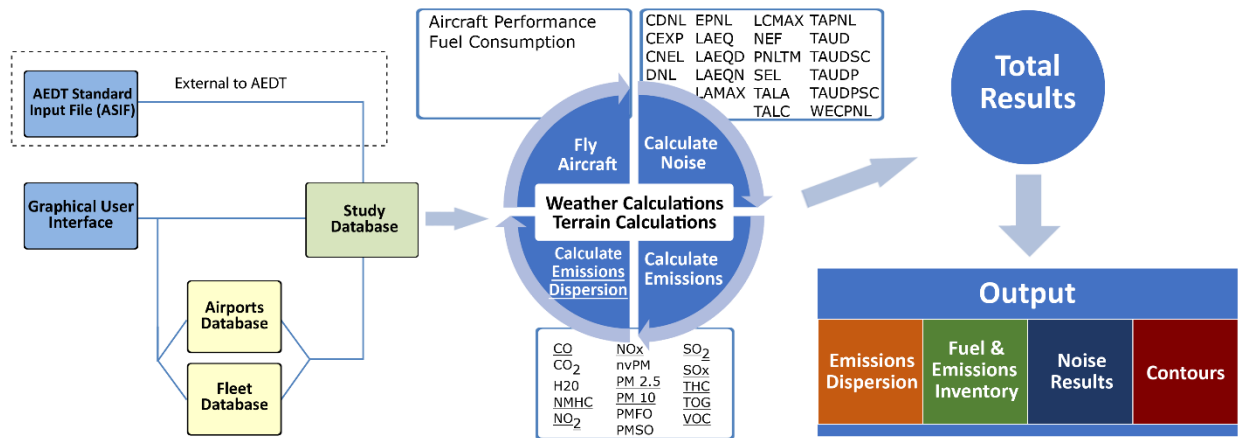 External to AEDT
AEDT Standard
Input File (ASIF)
Graphical User
Interface
Study
Database
Airports
Database
Fleet
Database
Aircraft Performance
Fuel Consumption
CDNL EPNL LCMAX TAPNL
CEXP LAEQ NEF TAUD
CNEL LAEQD PNLTM TAUDSC
DNL LAEQN SEL TAUDP
LAMAX TALA TAUDPSC
TALC WECPNL
Fly
Aircraft
Calculate
Noise
Weather Calculations
Terrain Calculations
Calculate
Emissions
Dispersion
Calculate
Emissions
CO NOx SO2
CO2 nvPM SOx
H20 PM 2.5 THC
NMHC PM 10 TOG
NO2 PMFO VOC
PMSO
Total
Results
Output
Emissions
Dispersion
Fuel &
Emissions
Inventory
Noise
Results
Contours